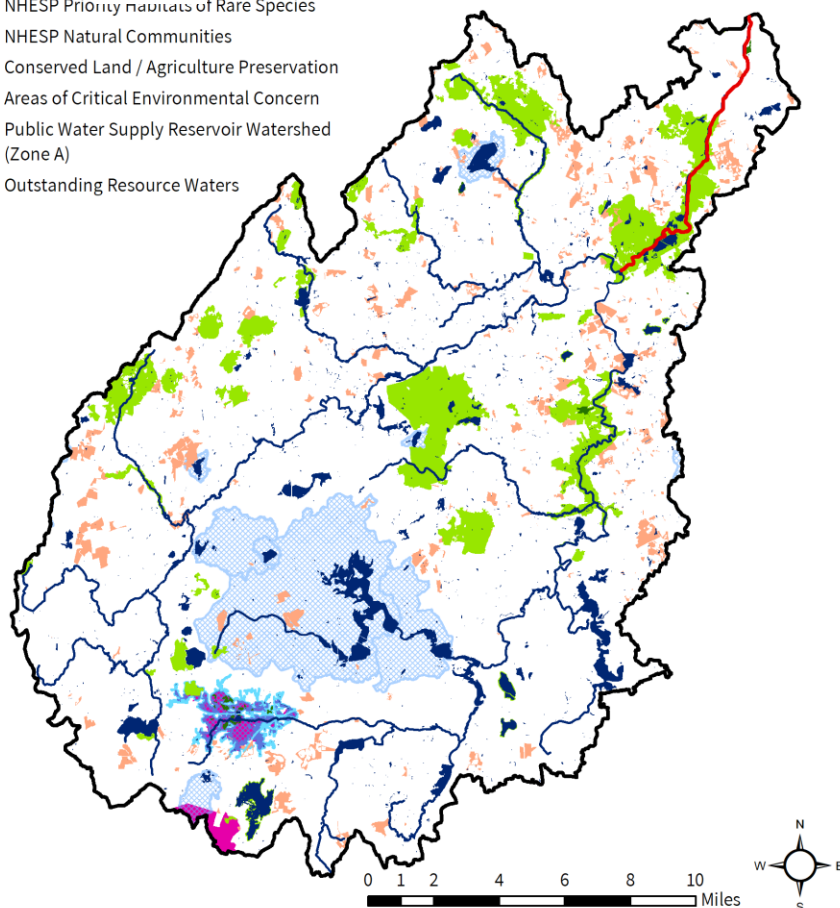 NHESP Priority Habitats of Rare Species
NHESP Natural Communities
Conserved Land / Agriculture Preservation
Areas of Critical Environmental Concern
Public Water Supply Reservoir Watershed
(Zone A)
Outstanding Resource Waters
N
W E
S
0 1 2 4 6 8 10
Miles